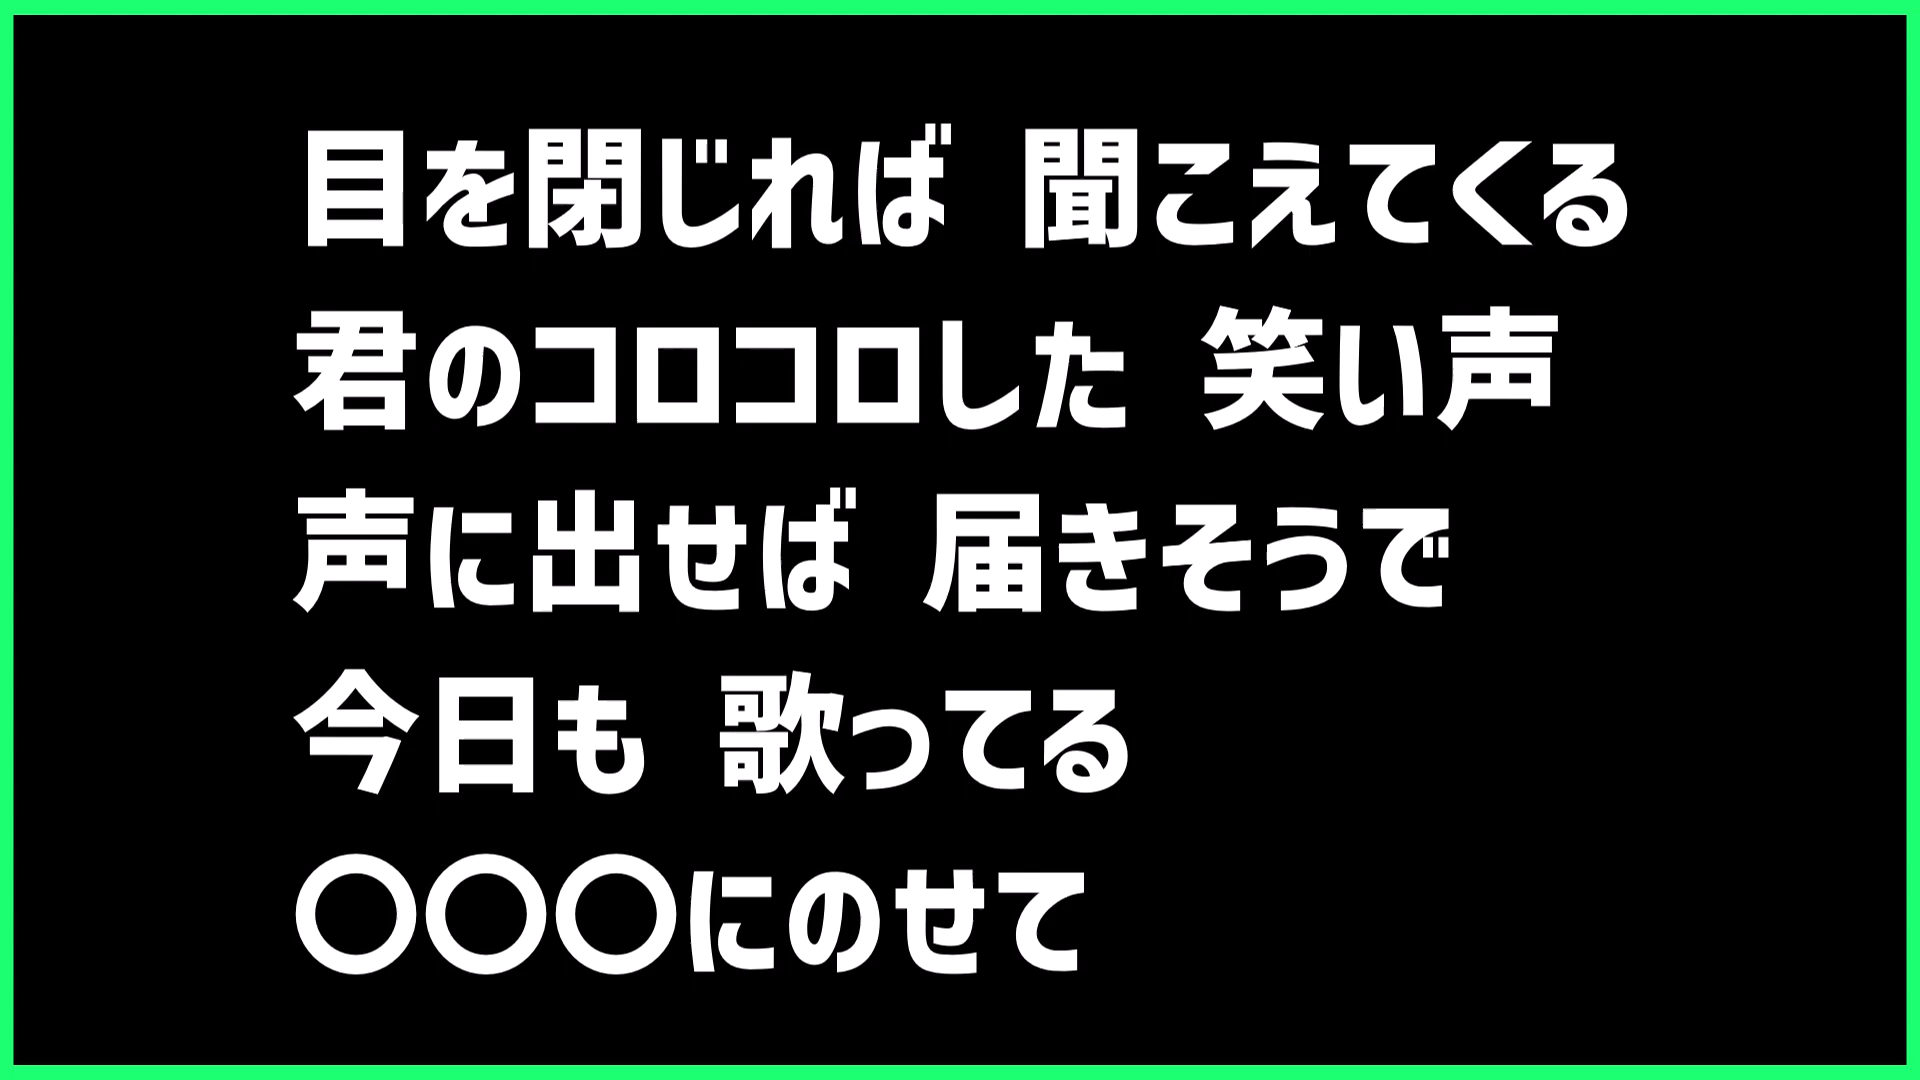 目を閉じれば 聞こえてくる
君のコロコロした 笑い声
声に出せば 届きそうで
今日も 歌ってる
〇〇〇にのせて